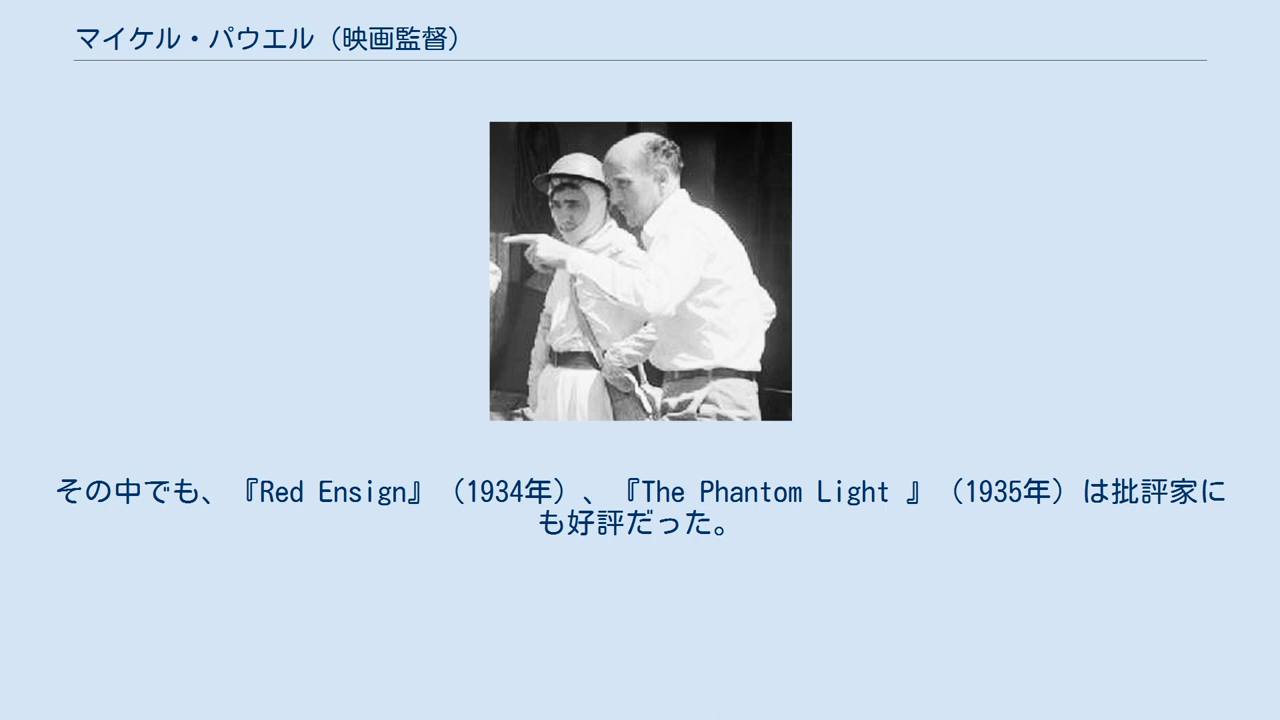 マイケル・パウエル（映画監督）
その中でも、『Red Ensign』（1934年）、『The Phantom Light 』（1935年）は批評家に
も好評だった。